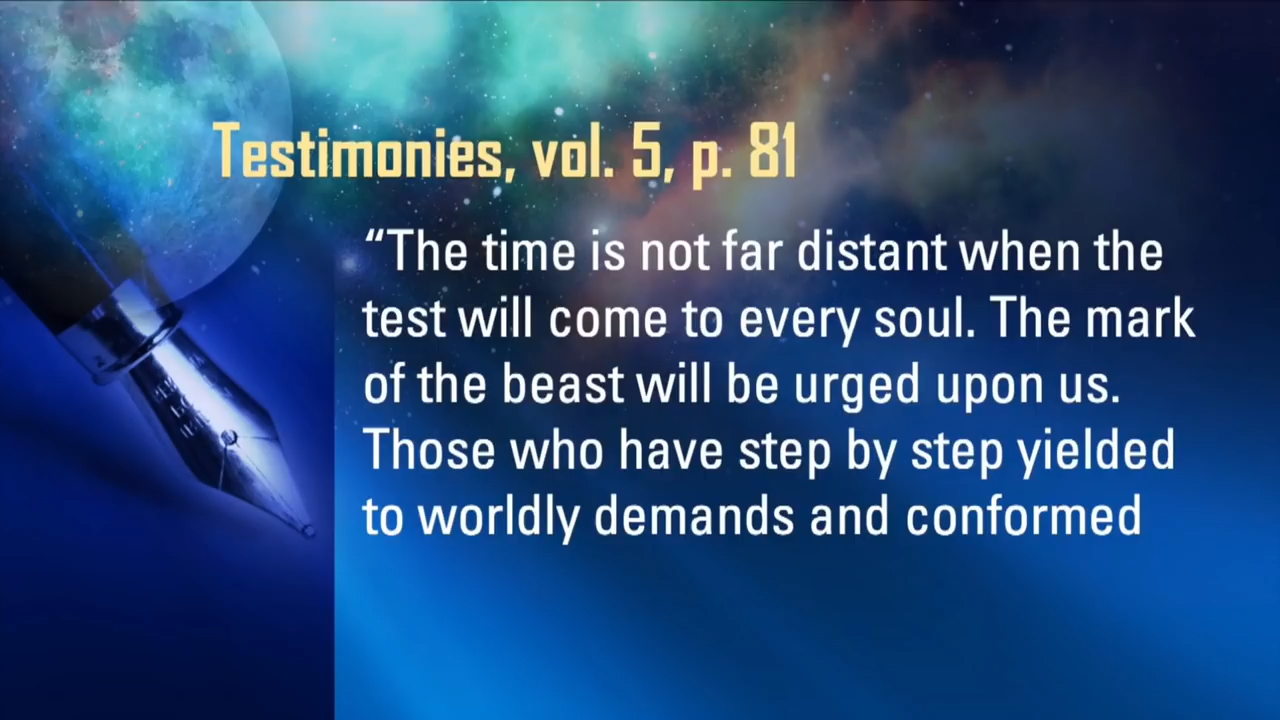 Testimonies, vol. 5, p. 81
“The time is not far distant when the
test will come to every soul. The mark
of the beast will be urged upon us.
Those who have step by step yielded
to worldly demands and conformed